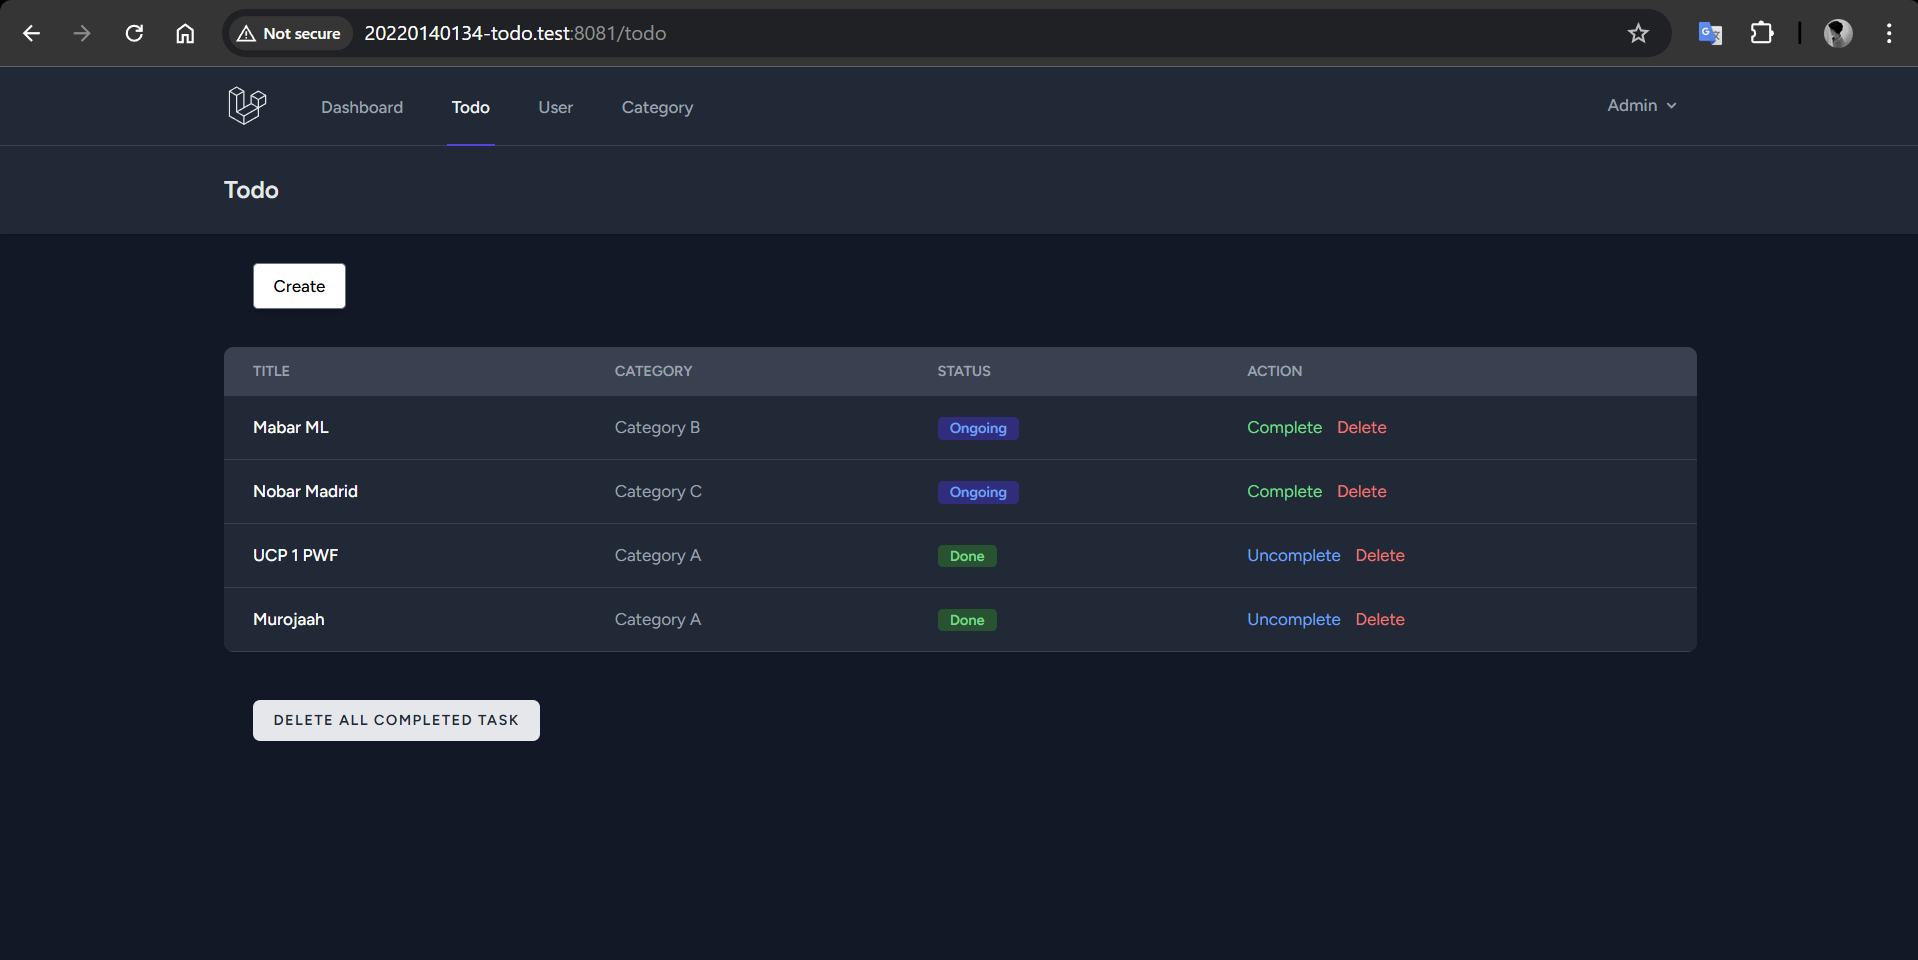 Not secure 20220140134-todo.test:8081/todo
Dashboard Todo User Category Admin
Todo
Create
TITLE CATEGORY STATUS ACTION
Mabar ML Category B Ongoing Complete Delete
Nobar Madrid Category C Ongoing Complete Delete
UCP 1 PWF Category A Done Uncomplete Delete
Murojaah Category A Done Uncomplete Delete
DELETE ALL COMPLETED TASK